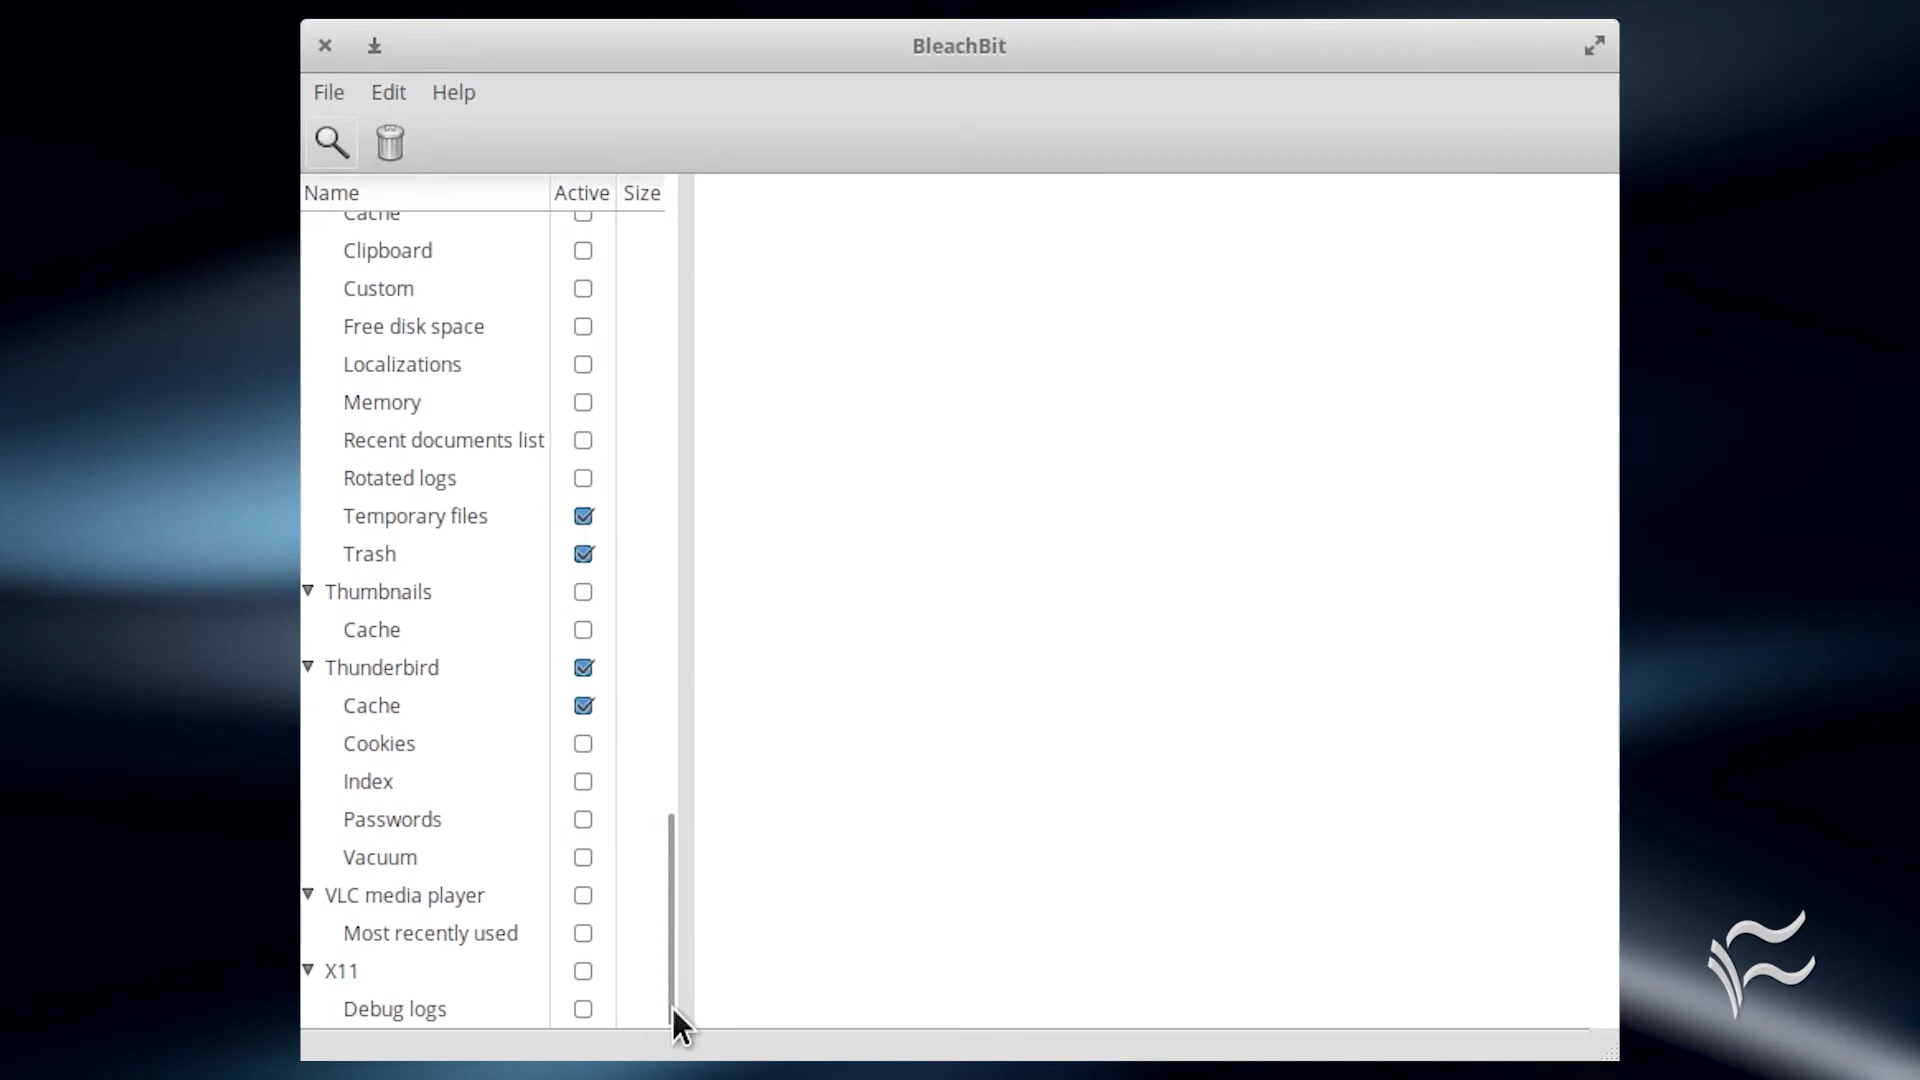 BleachBit
File Edit Help
Name Active Size
Cache
Clipboard
Custom
Free disk space
Localizations
Memory
Recent documents list
Rotated logs
Temporary files
Trash
Thumbnails
Cache
Thunderbird
Cache
Cookies
Index
Passwords
Vacuum
VLC media player
Most recently used
X11
Debug logs